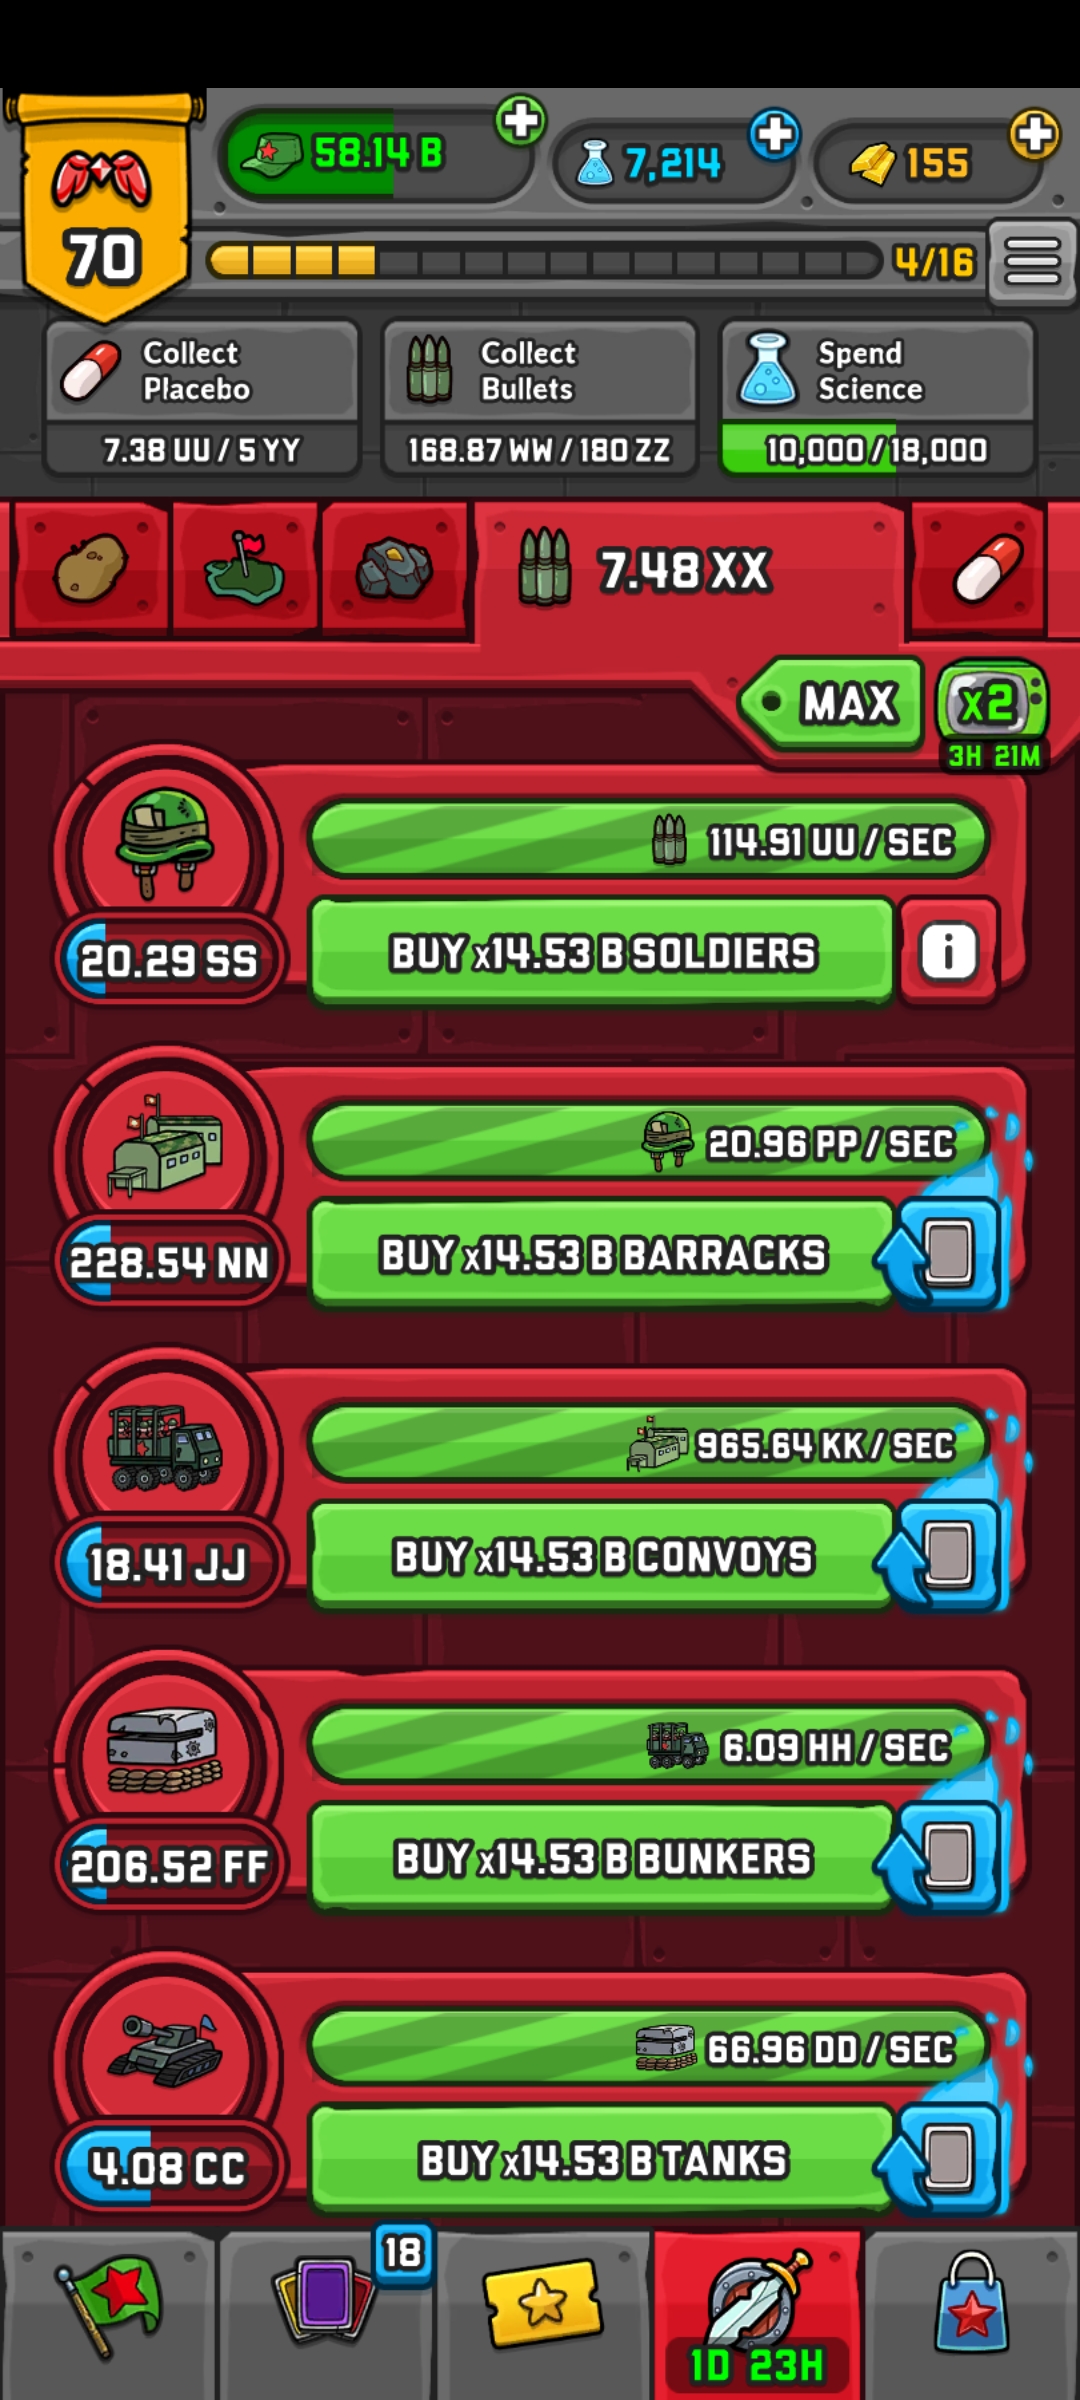 58.14 B
7,214
155
70
4/16
Collect
Placebo
7.38 UU / 5 YY
Collect
Bullets
168.87 WW / 180 ZZ
Spend
Science
10,000 / 18,000
7.48 XX
MAX
x2
3H 21M
114.91 UU / SEC
20.29 SS
BUY x14.53 B SOLDIERS
i
20.96 PP / SEC
228.54 NN
BUY x14.53 B BARRACKS
965.64 KK / SEC
18.41 JJ
BUY x14.53 B CONVOYS
6.09 HH / SEC
206.52 FF
BUY x14.53 B BUNKERS
66.96 DD / SEC
4.08 CC
BUY x14.53 B TANKS
18
1D 23H